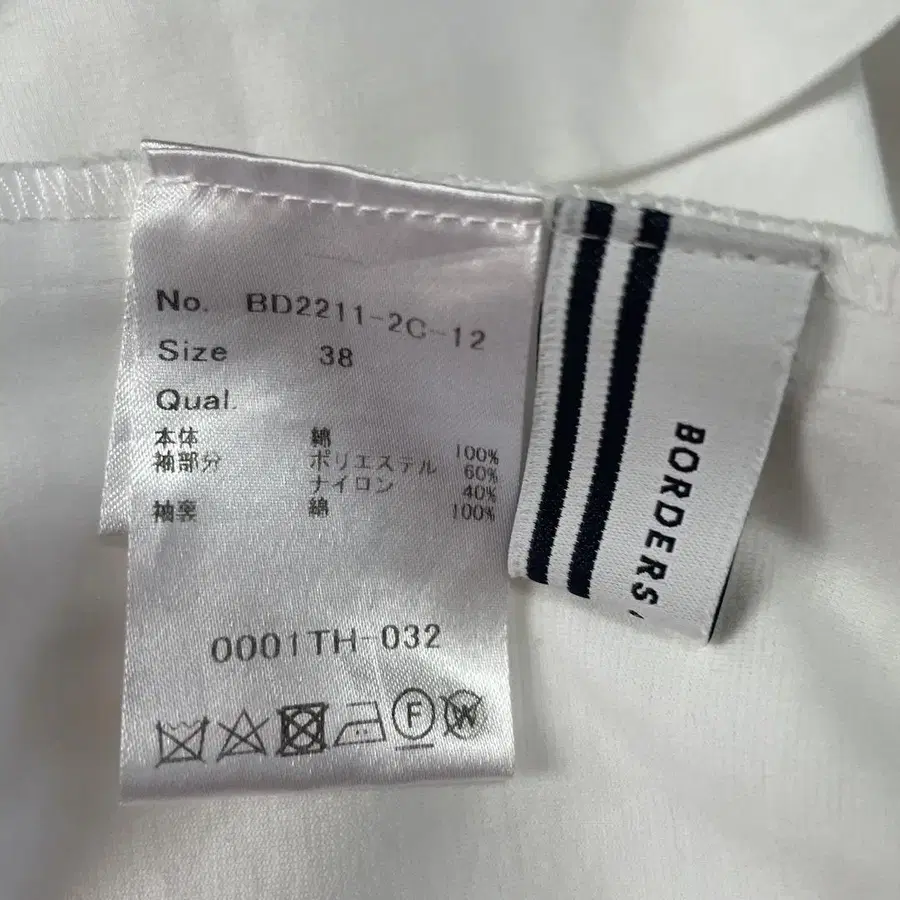 No. BD2211-2C-12
Size 38
Qual.
本体 綿 100%
袖部分 ポリエステル 60%
ナイロン 40%
袖裏 綿 100%
0001TH-032
F
W
BORDERS